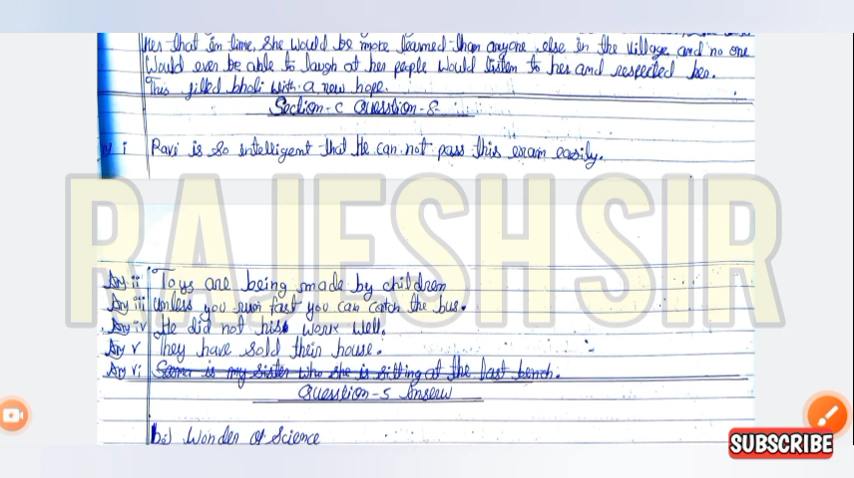 her that in time, she would be more learned than anyone else in the village and no one
would ever be able to laugh at her people would listen to her and respected her.
This filled bholi with a new hope.
Section-C Question-8
i Ravi is so intelligent that He can not pass this exam easily.
RAJESH SIR
Ans ii Toys are being made by children
Ans iii Unless you run fast you can catch the bus.
Ans iv He did not his work well.
Ans v They have sold their house.
Ans vi Seema is my sister who she is sitting at the last bench.
Question-5 Answer
b) Wonder of Science
SUBSCRIBE